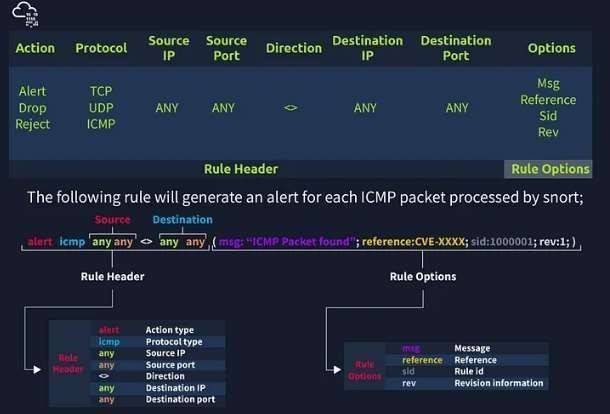 Action Protocol Source IP Source Port Direction Destination IP Destination Port Options
Alert Drop Reject
TCP UDP ICMP
ANY ANY <> ANY ANY
Msg Reference Sid Rev
Rule Header Rule Options
The following rule will generate an alert for each ICMP packet processed by snort;
Source Destination
alert icmp any any <> any any ( msg: “ICMP Packet found”; reference:CVE-XXXX; sid:1000001; rev:1; )
Rule Header Rule Options
Rule Header
alert Action type
icmp Protocol type
any Source IP
any Source port
<> Direction
any Destination IP
any Destination port
Rule Options
msg Message
reference Reference
sid Rule id
rev Revision information